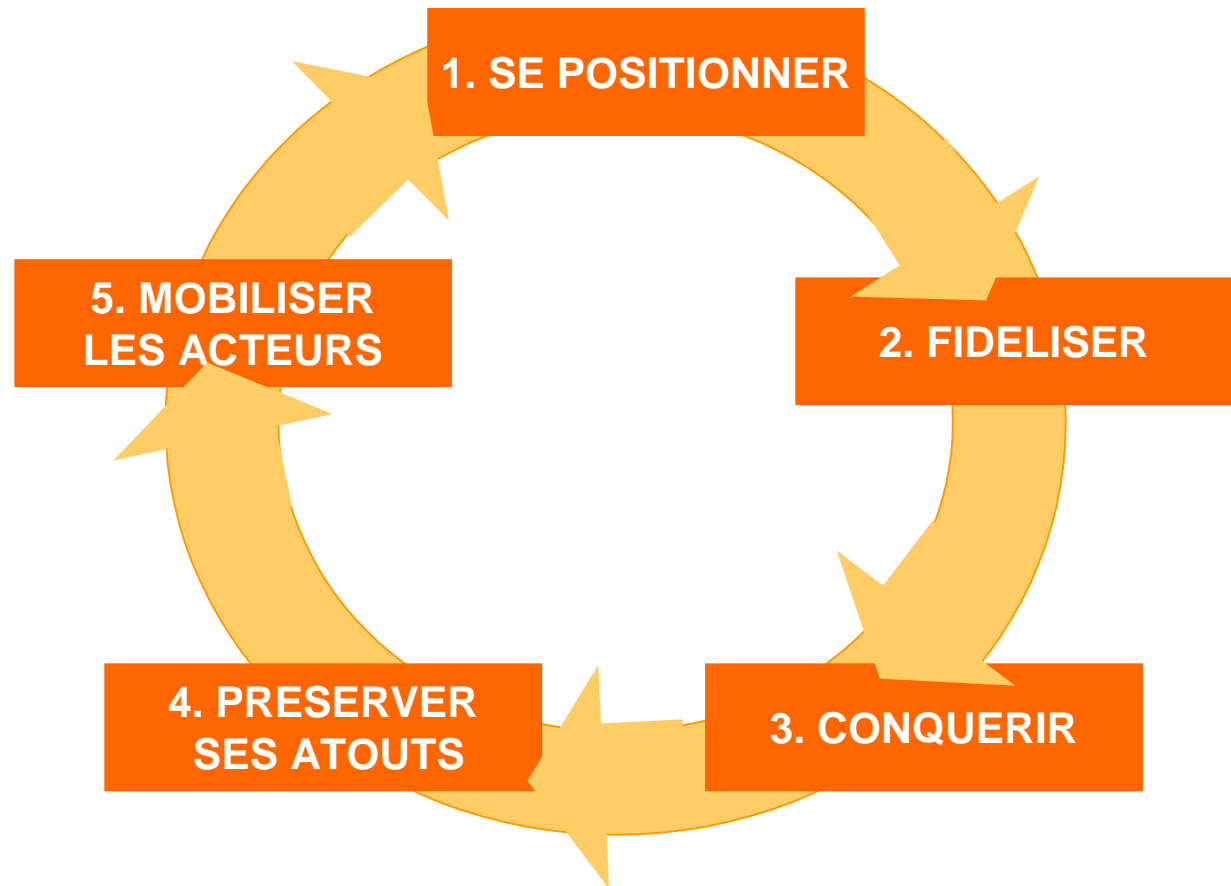 1. SE POSITIONNER
2. FIDELISER
3. CONQUERIR
4. PRESERVER
SES ATOUTS
5. MOBILISER
LES ACTEURS